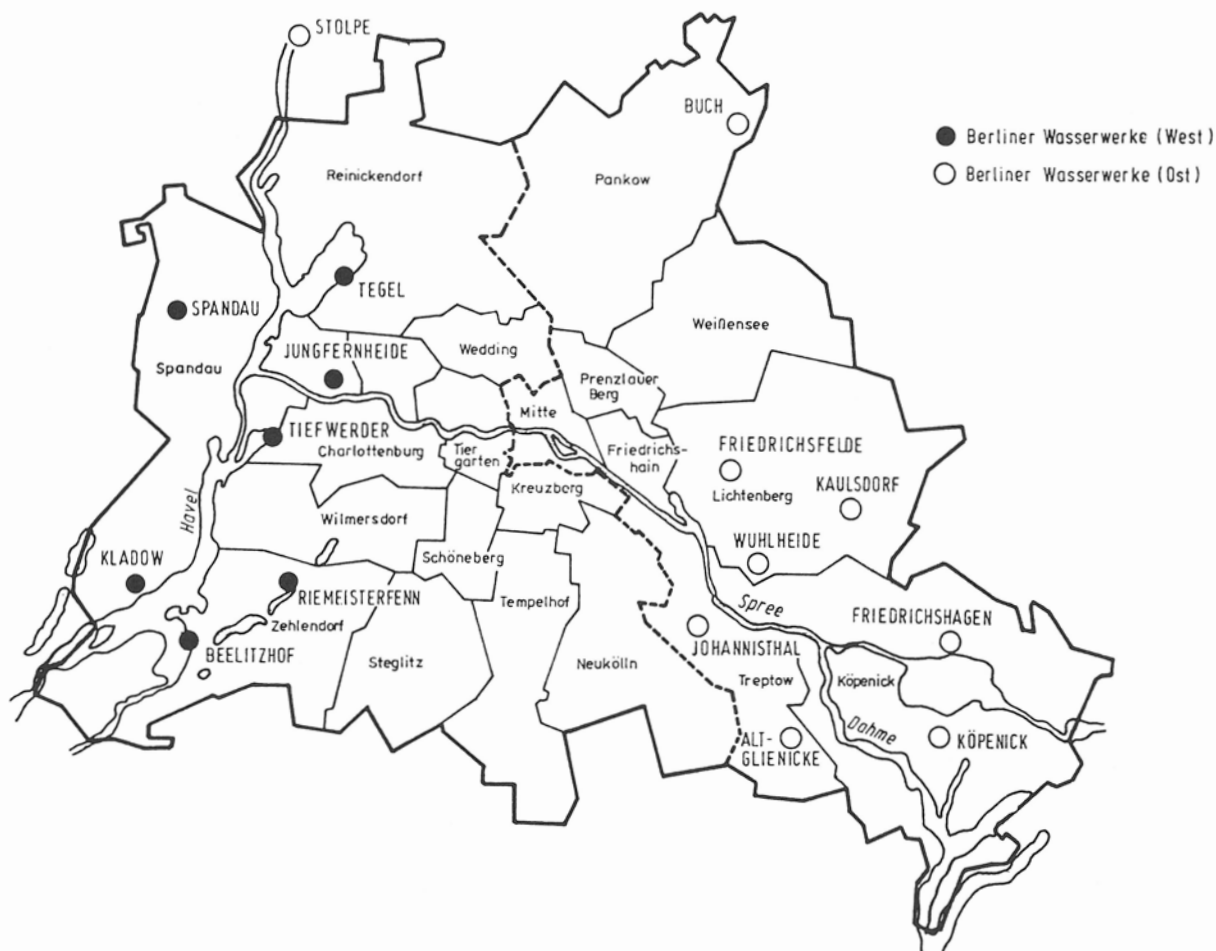 STOLPE
BUCH
Berliner Wasserwerke (West)
Berliner Wasserwerke (Ost)
Reinickendorf
Pankow
TEGEL
SPANDAU
Weißensee
JUNGFERNHEIDE
Wedding
Spandau
Prenzlauer
Berg
Mitte
TIEFWERDER
Charlottenburg
Tier
garten
Friedrichs-
hain
FRIEDRICHSFELDE
Lichtenberg
KAULSDORF
Kreuzberg
Havel
Wilmersdorf
WUHLHEIDE
Schöneberg
KLADOW
RIEMEISTERFENN
Tempelhof
Spree
FRIEDRICHSHAGEN
Zehlendorf
BEELITZHOF
JOHANNISTHAL
Steglitz
Neukölln
Treptow
Köpenick
Dahme
ALT-
GLIENICKE
KÖPENICK